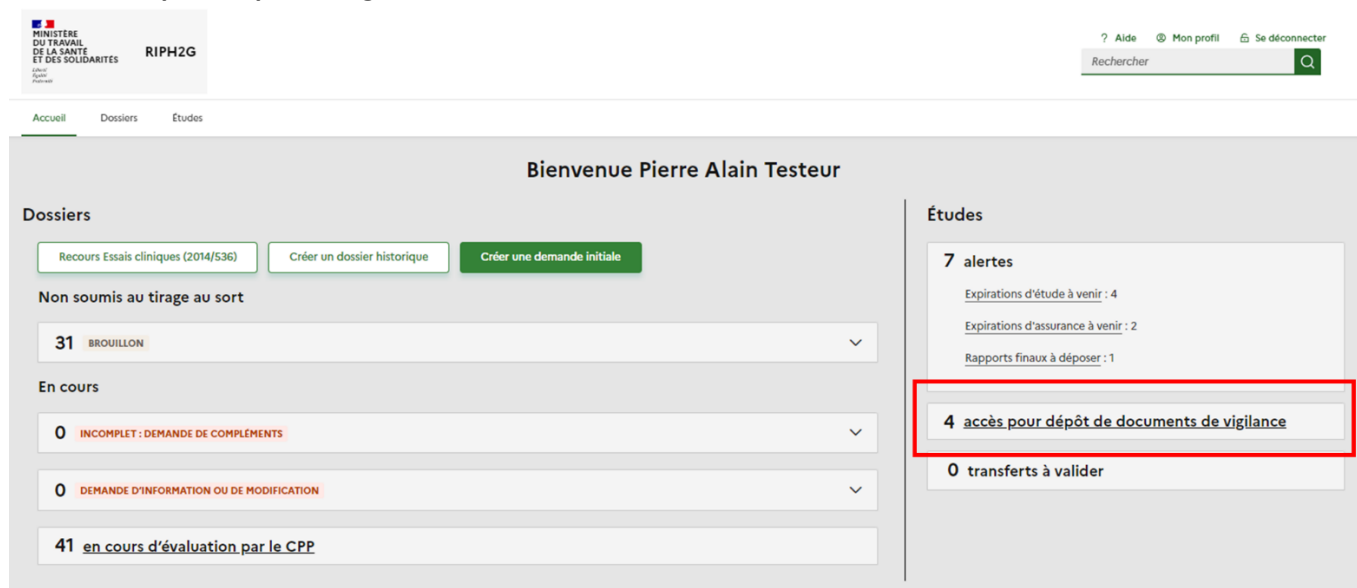 MINISTÈRE
DU TRAVAIL
DE LA SANTÉ
ET DES SOLIDARITÉS
Liberté
Égalité
Fraternité
RIPH2G
? Aide Mon profil Se déconnecter
Rechercher
Accueil Dossiers Études
Bienvenue Pierre Alain Testeur
Dossiers
Recours Essais cliniques (2014/536) Créer un dossier historique Créer une demande initiale
Non soumis au tirage au sort
31 BROUILLON
En cours
0 INCOMPLET : DEMANDE DE COMPLÉMENTS
0 DEMANDE D'INFORMATION OU DE MODIFICATION
41 en cours d'évaluation par le CPP
Études
7 alertes
Expirations d'étude à venir : 4
Expirations d'assurance à venir : 2
Rapports finaux à déposer : 1
4 accès pour dépôt de documents de vigilance
0 transferts à valider